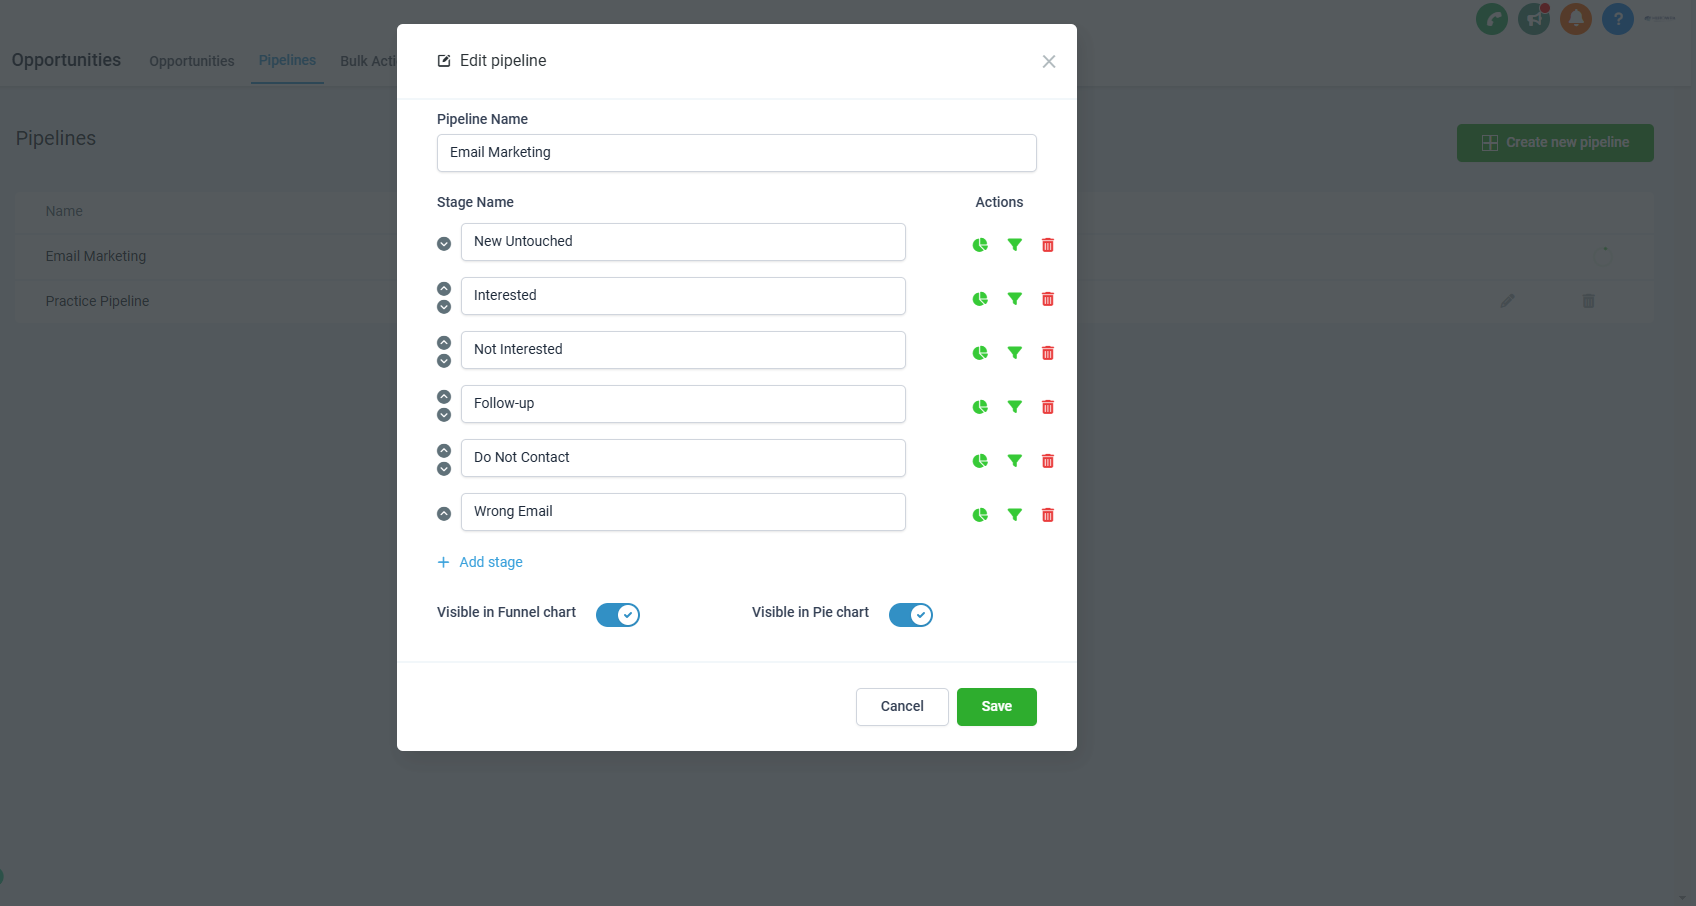 Opportunities
Opportunities
Pipelines
Bulk Acti
?
Pipelines
Create new pipeline
Name
Email Marketing
Practice Pipeline
Edit pipeline
Pipeline Name
Email Marketing
Stage Name
Actions
New Untouched
Interested
Not Interested
Follow-up
Do Not Contact
Wrong Email
+ Add stage
Visible in Funnel chart
Visible in Pie chart
Cancel
Save